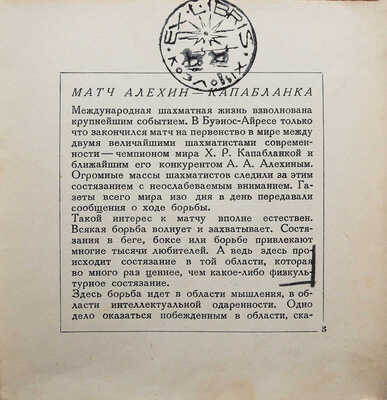 EX-LIBRIS
МАТЧ АЛЕХИН—КАПАБЛАНКА
Международная шахматная жизнь взволнована
крупнейшим событием. В Буэнос-Айресе только
что закончился матч на первенство в мире между
двумя величайшими шахматистами современ-
ности — чемпионом мира Х. Р. Капабланкой и
ближайшим его конкурентом А. А. Алехиным.
Огромные массы шахматистов следили за этим
состязанием с неослабеваемым вниманием. Га-
зеты всего мира изо дня в день передавали
сообщения о ходе борьбы.
Такой интерес к матчу вполне естествен.
Всякая борьба волнует и захватывает. Состя-
зания в беге, боксе или борьбе привлекают
многие тысячи любителей. А ведь здесь про-
исходит состязание в той области, которая
во много раз ценнее, чем какое-либо физкуль-
турное состязание.
Здесь борьба идет в области мышления, в об-
ласти интеллектуальной одаренности. Одно
дело оказаться побежденным в области, ска-